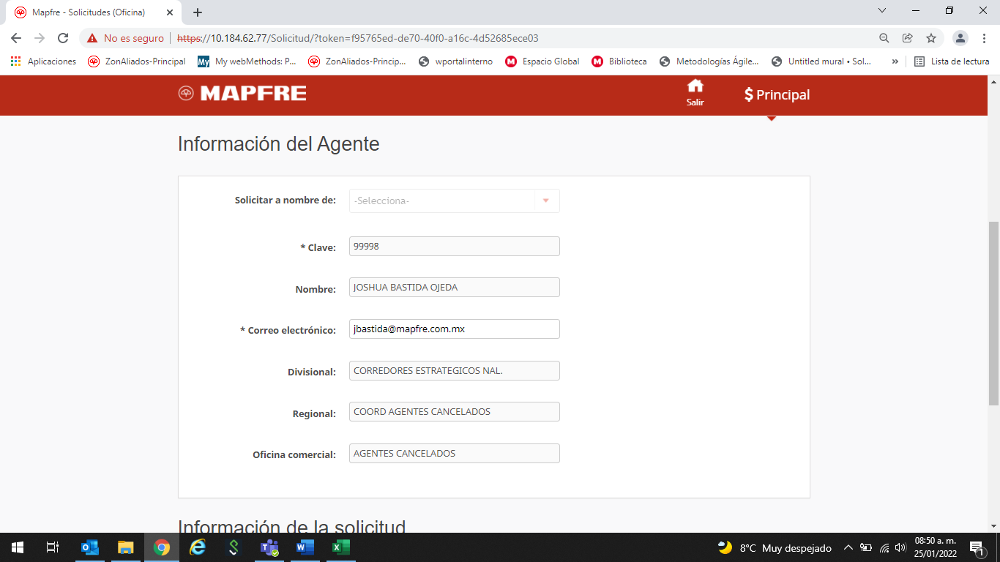 Mapfre - Solicitudes (Oficina)
No es seguro https://10.184.62.77/Solicitud/?token=f95765ed-de70-40f0-a16c-4d52685ece03
Aplicaciones ZonAliados-Principal My webMethods: P... ZonAliados-Princip... wportalinterno Espacio Global Biblioteca Metodologías Ágile... Untitled mural • Sol... » Lista de lectura
MAPFRE Salir $ Principal
Información del Agente
Solicitar a nombre de: -Selecciona-
* Clave: 99998
Nombre: JOSHUA BASTIDA OJEDA
* Correo electrónico: jbastida@mapfre.com.mx
Divisional: CORREDORES ESTRATEGICOS NAL.
Regional: COORD AGENTES CANCELADOS
Oficina comercial: AGENTES CANCELADOS
Información de la solicitud
8°C Muy despejado 08:50 a. m.
25/01/2022 1